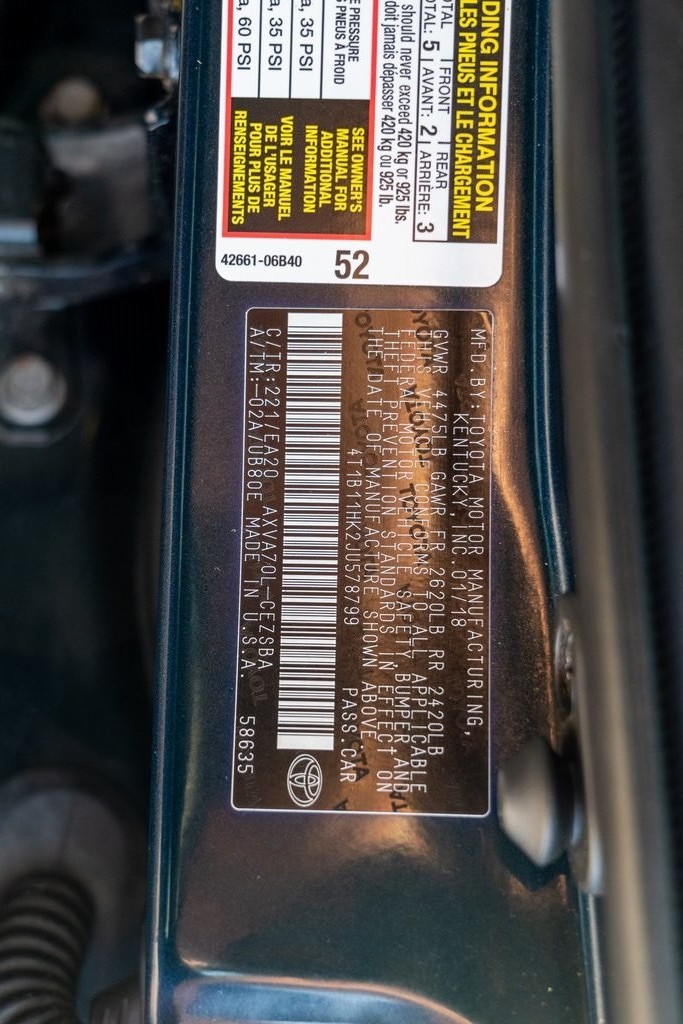 DING INFORMATION
LES PNEUS ET LE CHARGEMENT
TOTAL FRONT REAR
TOTAL: 5 AVANT: 2 ARRIÈRE: 3
should never exceed 420 kg or 925 lbs.
doit jamais dépasser 420 kg ou 925 lb.
E PRESSURE
S PNEUS À FROID
a, 35 PSI
a, 35 PSI
a, 60 PSI
SEE OWNER'S
MANUAL FOR
ADDITIONAL
INFORMATION
VOIR LE MANUEL
DE L'USAGER
POUR PLUS DE
RENSEIGNEMENTS
42661-06B40 52
MFD.BY:TOYOTA MOTOR MANUFACTURING,
KENTUCKY, INC 01/18
GVWR 4475LB GAWR FR 2620LB RR 2420LB
THIS VEHICLE CONFORMS TO ALL APPLICABLE
FEDERAL MOTOR VEHICLE SAFETY, BUMPER AND
THEFT PREVENTION STANDARDS IN EFFECT ON
THE DATE OF MANUFACTURE SHOWN ABOVE
4T1B11HK2JU578799 PASS.CAR
C/TR:221/EA20 AXVA70L-CEZSBA
A/TM:-02A/UB80E MADE IN U.S.A. 58635